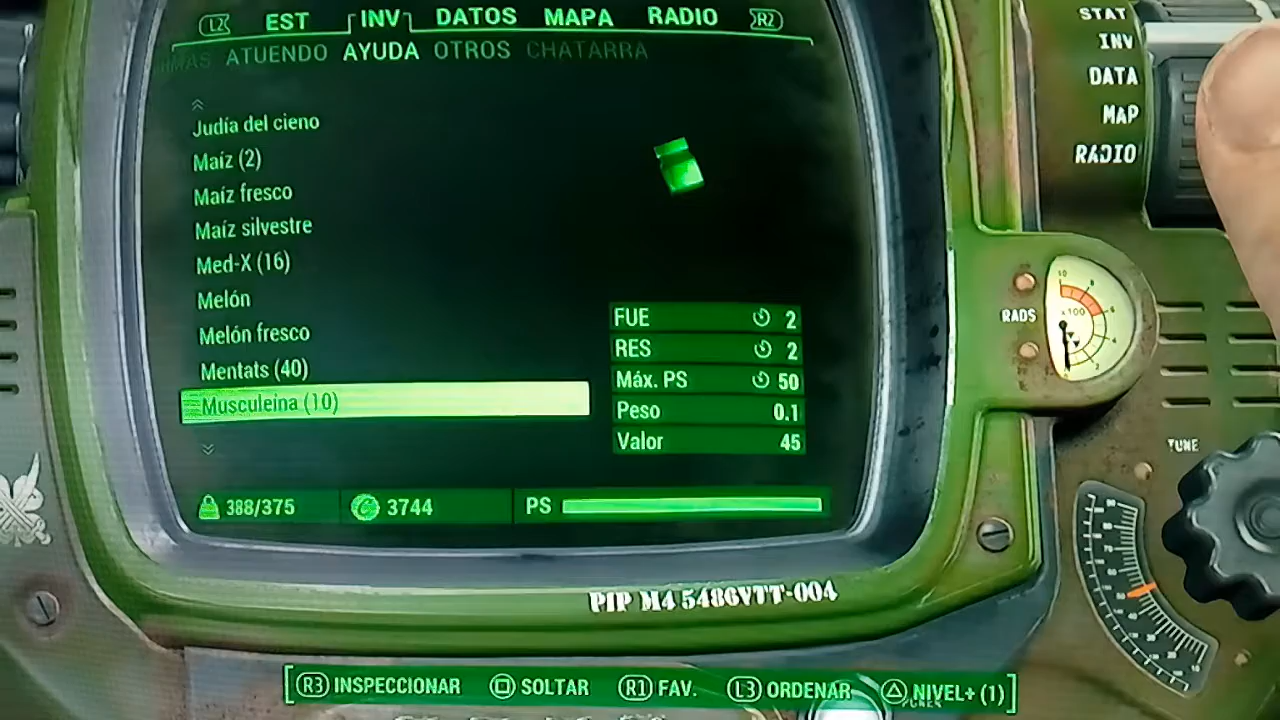 L2 EST INV DATOS MAPA RADIO R2
ATUENDO AYUDA OTROS CHATARRA
Judía del cieno
Maíz (2)
Maíz fresco
Maíz silvestre
Med-X (16)
Melón
Melón fresco
Mentats (40)
Musculeina (10)
FUE 2
RES 2
Máx. PS 50
Peso 0.1
Valor 45
388/375 3744 PS
PIP M4 5486VTT-004
STAT
INV
DATA
MAP
RADIO
RADS
x100
TUNE
R3 INSPECCIONAR SOLTAR R1 FAV. L3 ORDENAR NIVEL+ (1)